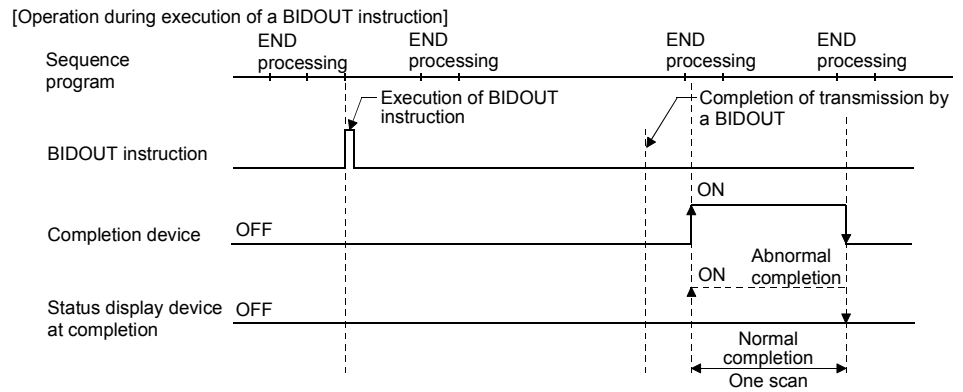 [Operation during execution of a BIDOUT instruction]
END
processing
END
processing
END
processing
END
processing
Sequence
program
Execution of BIDOUT
instruction
Completion of transmission by
a BIDOUT
BIDOUT instruction
ON
Completion device
OFF
Abnormal
completion
ON
Status display device
at completion
OFF
Normal
completion
One scan